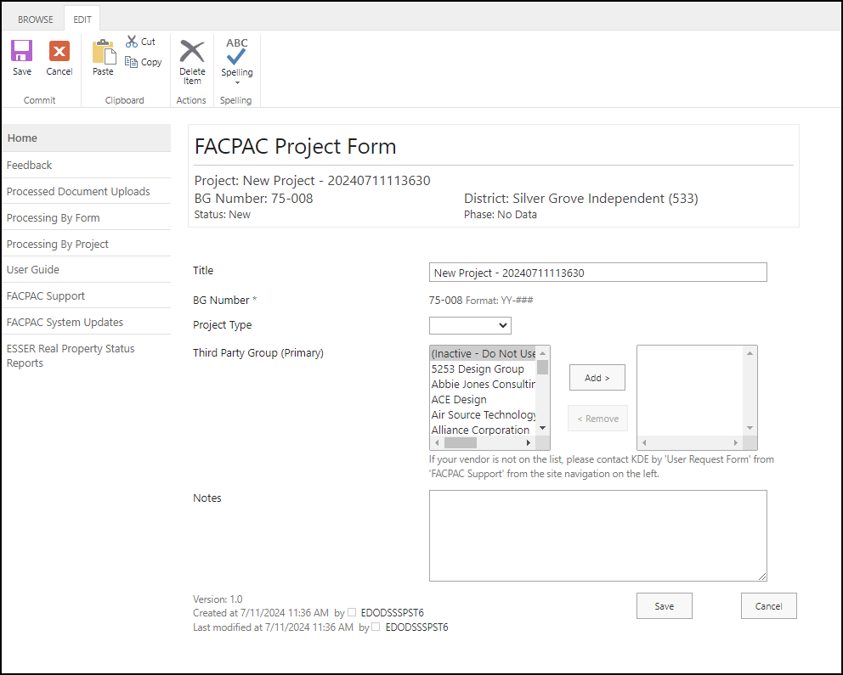 BROWSE EDIT
Save Cancel Paste Cut Copy Delete Item ABC Spelling
Commit Clipboard Actions Spelling
Home
Feedback
Processed Document Uploads
Processing By Form
Processing By Project
User Guide
FACPAC Support
FACPAC System Updates
ESSER Real Property Status
Reports
FACPAC Project Form
Project: New Project - 20240711113630
BG Number: 75-008 District: Silver Grove Independent (533)
Status: New Phase: No Data
Title New Project - 20240711113630
BG Number * 75-008 Format: YY-###
Project Type
Third Party Group (Primary) (Inactive - Do Not Use
5253 Design Group
Abbie Jones Consultin
ACE Design
Air Source Technology
Alliance Corporation
Add >
< Remove
If your vendor is not on the list, please contact KDE by 'User Request Form' from
'FACPAC Support' from the site navigation on the left.
Notes
Version: 1.0
Created at 7/11/2024 11:36 AM by EDODSSSPST6
Last modified at 7/11/2024 11:36 AM by EDODSSSPST6
Save Cancel